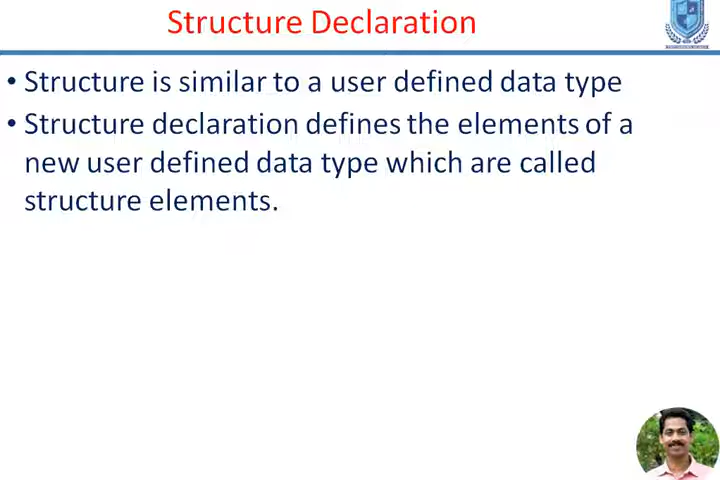 Structure Declaration
• Structure is similar to a user defined data type
• Structure declaration defines the elements of a
new user defined data type which are called
structure elements.